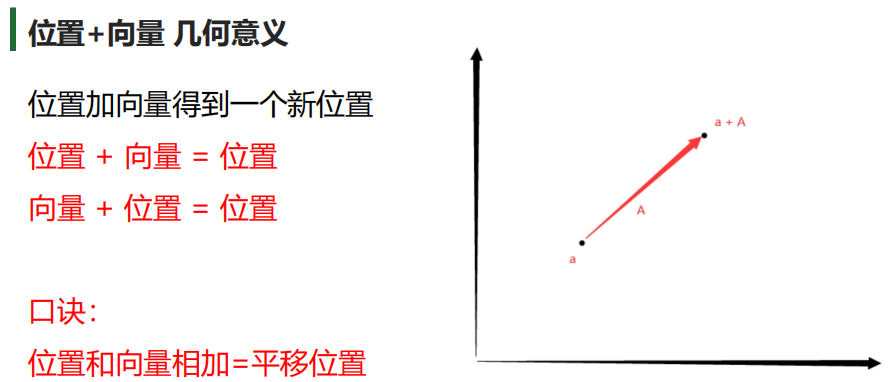 位置+向量 几何意义
位置加向量得到一个新位置
位置 + 向量 = 位置
向量 + 位置 = 位置
口诀：
位置和向量相加=平移位置
a + A
A
a